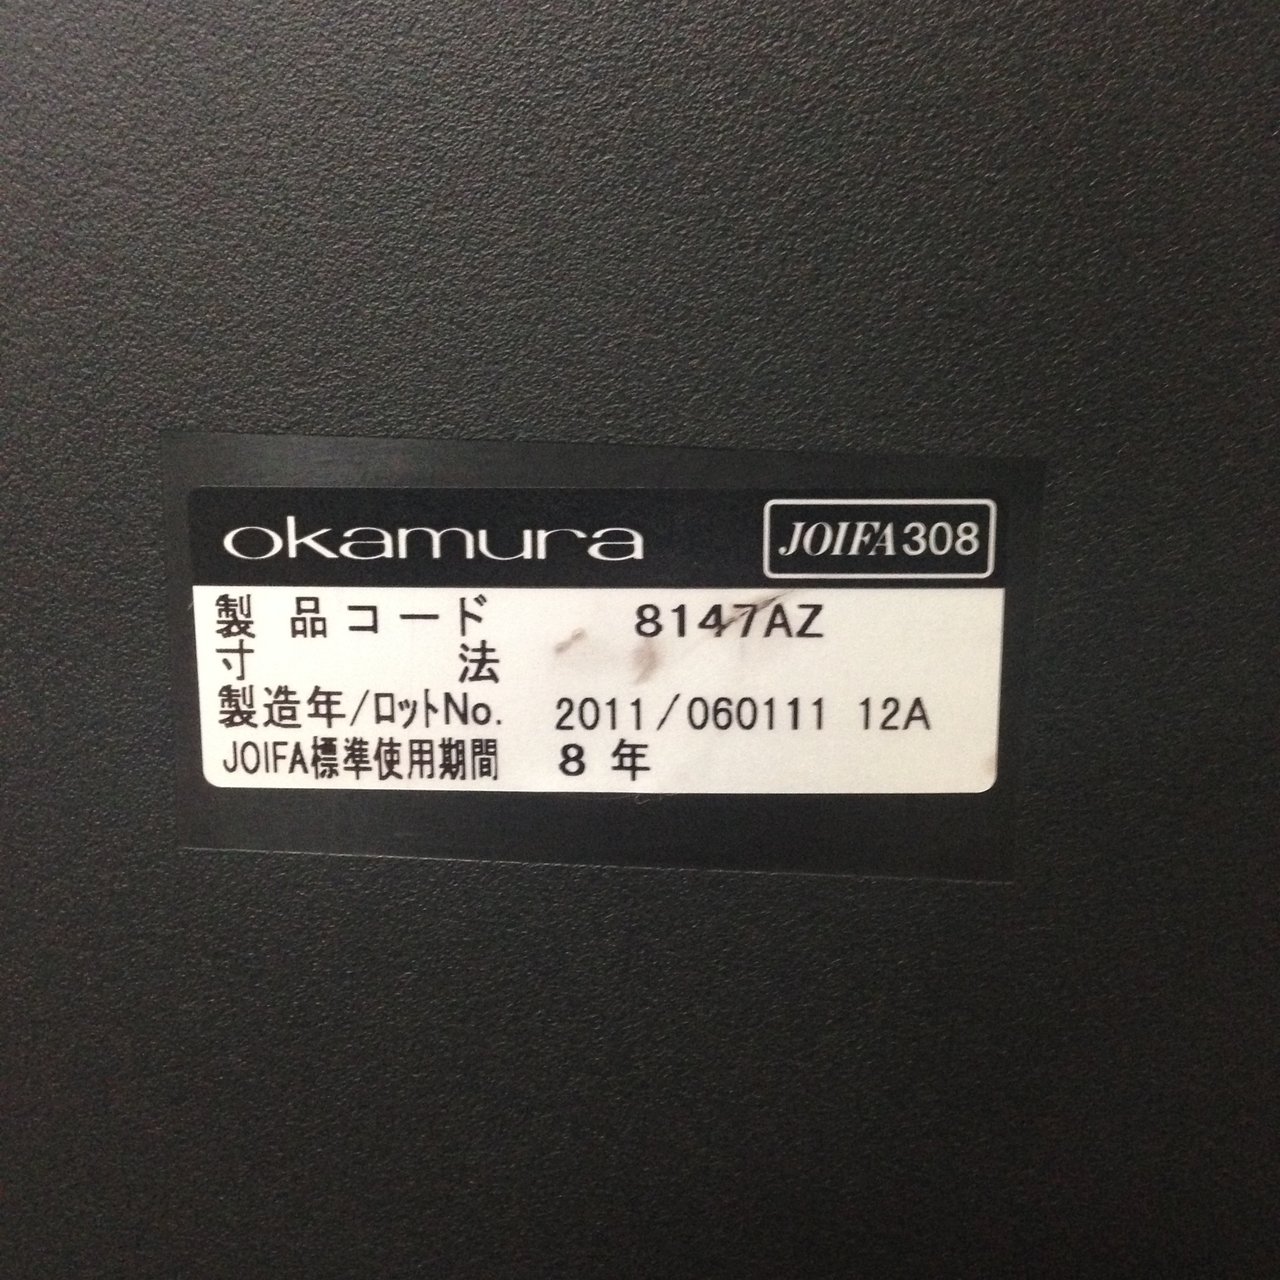 okamura JOIFA308
製品コード 8147AZ
寸法
製造年/ロットNo. 2011/060111 12A
JOIFA標準使用期間 8年